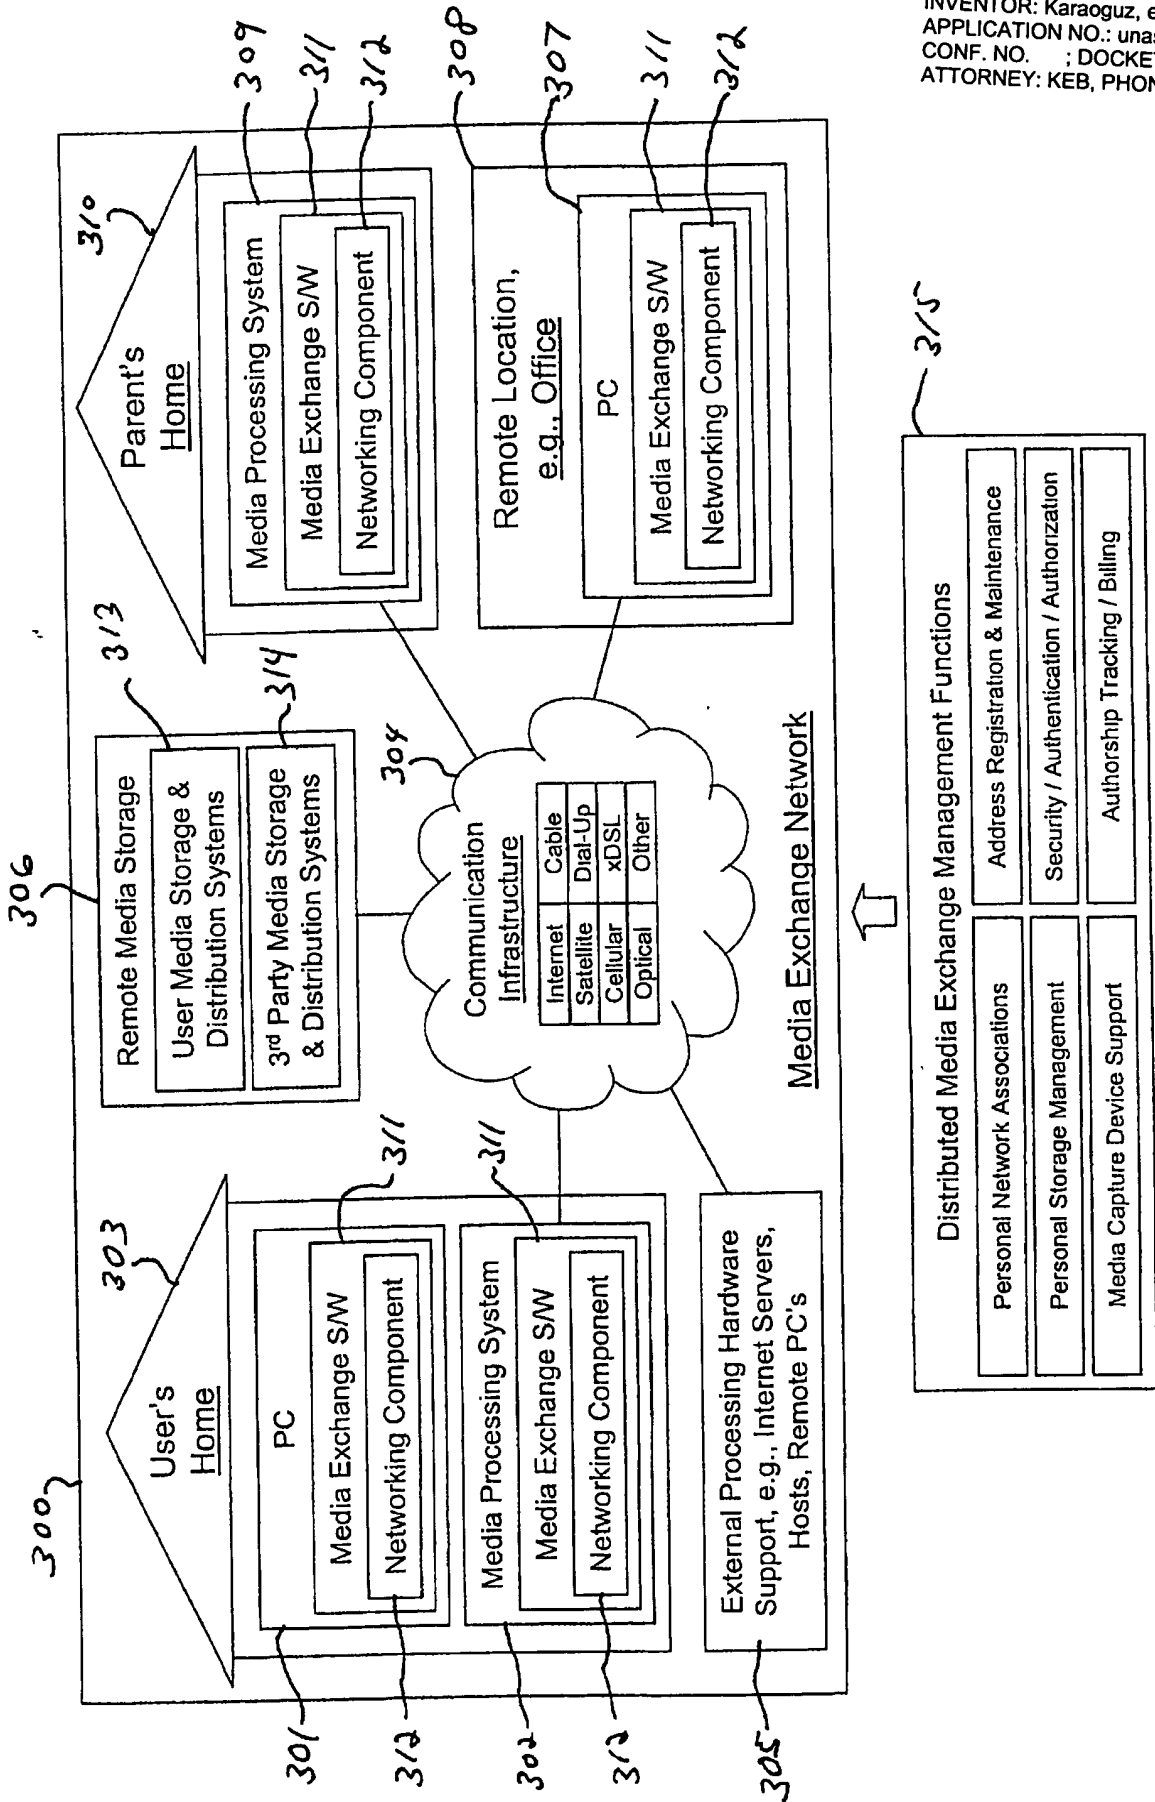 INVENTOR: Karaoguz, e
APPLICATION NO.: unas
CONF. NO. ; DOCKET
ATTORNEY: KEB, PHON
300
303
User's
Home
PC
Media Exchange S/W
Networking Component
311
301
312
Media Processing System
Media Exchange S/W
Networking Component
311
302
312
External Processing Hardware
Support, e.g., Internet Servers,
Hosts, Remote PC's
305
306
Remote Media Storage
User Media Storage &
Distribution Systems
313
3rd Party Media Storage
& Distribution Systems
314
304
Communication
Infrastructure
Internet Cable
Satellite Dial-Up
Cellular xDSL
Optical Other
Media Exchange Network
310
Parent's
Home
Media Processing System
Media Exchange S/W
Networking Component
309
311
312
308
Remote Location,
e.g., Office
307
PC
Media Exchange S/W
Networking Component
311
312
315
Distributed Media Exchange Management Functions
Personal Network Associations
Address Registration & Maintenance
Personal Storage Management
Security / Authentication / Authorization
Media Capture Device Support
Authorship Tracking / Billing